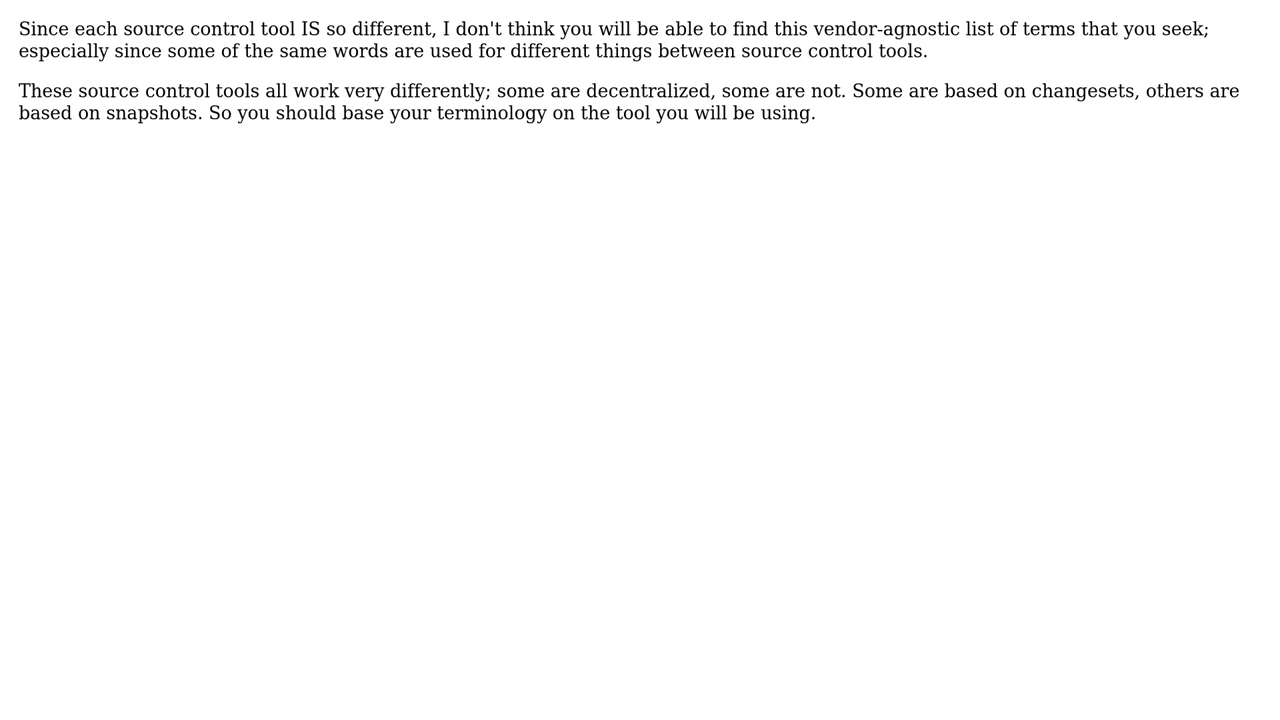 Since each source control tool IS so different, I don't think you will be able to find this vendor-agnostic list of terms that you seek;
especially since some of the same words are used for different things between source control tools.
These source control tools all work very differently; some are decentralized, some are not. Some are based on changesets, others are
based on snapshots. So you should base your terminology on the tool you will be using.